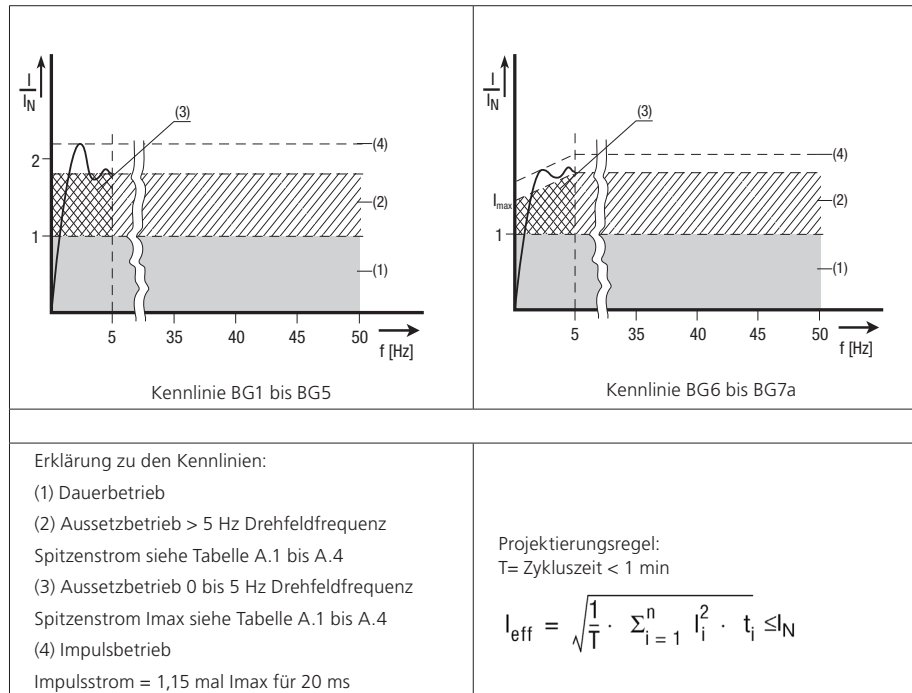 I
I_N
2
1
(3)
(4)
(2)
(1)
5 35 40 45 50
f [Hz]
Kennlinie BG1 bis BG5
I
I_N
I_max
1
(3)
(4)
(2)
(1)
5 35 40 45 50
f [Hz]
Kennlinie BG6 bis BG7a
Erklärung zu den Kennlinien:
(1) Dauerbetrieb
(2) Aussetzbetrieb > 5 Hz Drehfeldfrequenz
Spitzenstrom siehe Tabelle A.1 bis A.4
(3) Aussetzbetrieb 0 bis 5 Hz Drehfeldfrequenz
Spitzenstrom Imax siehe Tabelle A.1 bis A.4
(4) Impulsbetrieb
Impulsstrom = 1,15 mal Imax für 20 ms
Projektierungsregel:
T= Zykluszeit < 1 min
I_eff = √(1/T · Σ_{i = 1}^n I_i^2 · t_i) ≤I_N